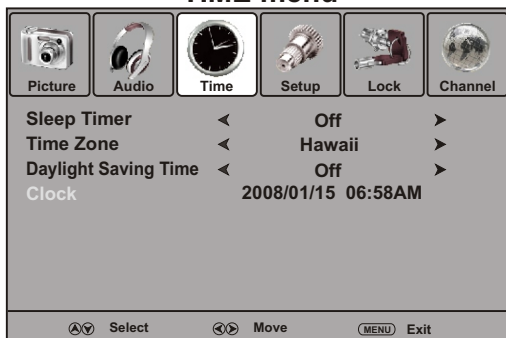 TIME menu
Picture Audio Time Setup Lock Channel
Sleep Timer Off
Time Zone Hawaii
Daylight Saving Time Off
Clock 2008/01/15 06:58AM
Select Move MENU Exit